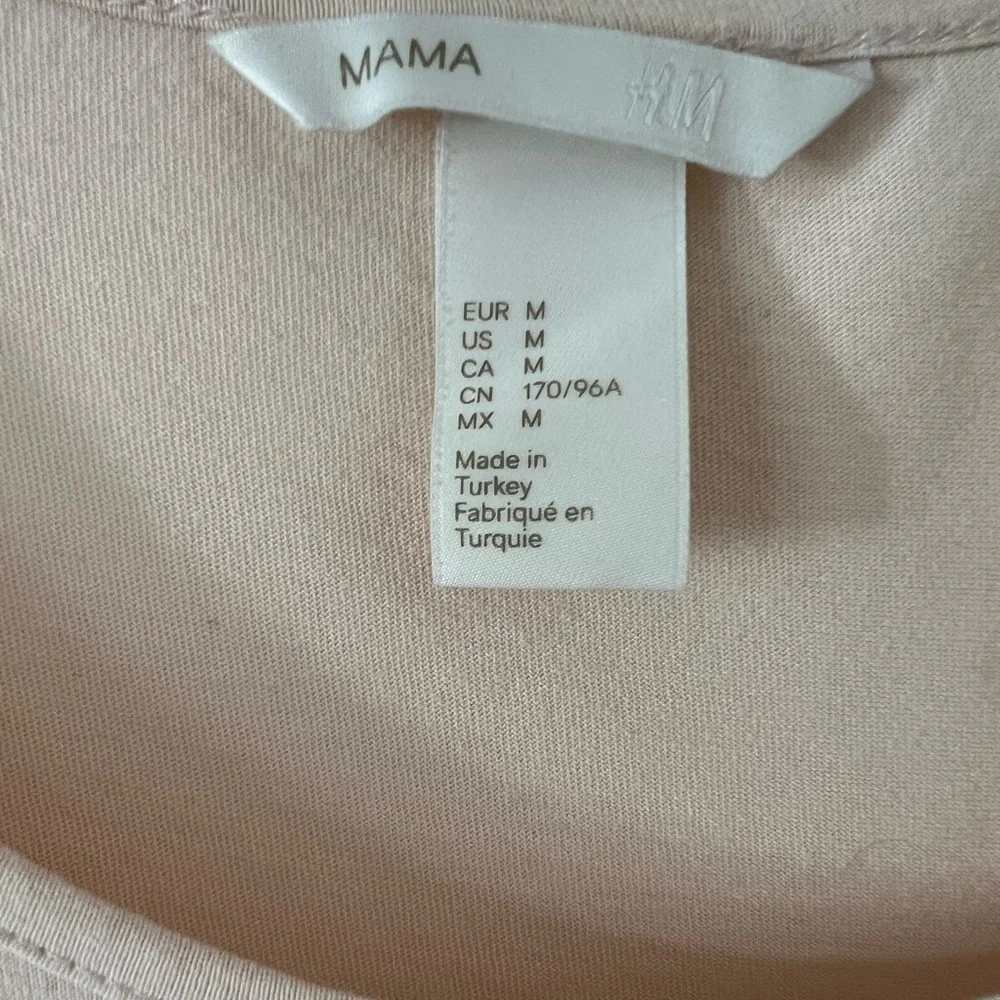 MAMA H&M
EUR M
US M
CA M
CN 170/96A
MX M
Made in
Turkey
Fabriqué en
Turquie